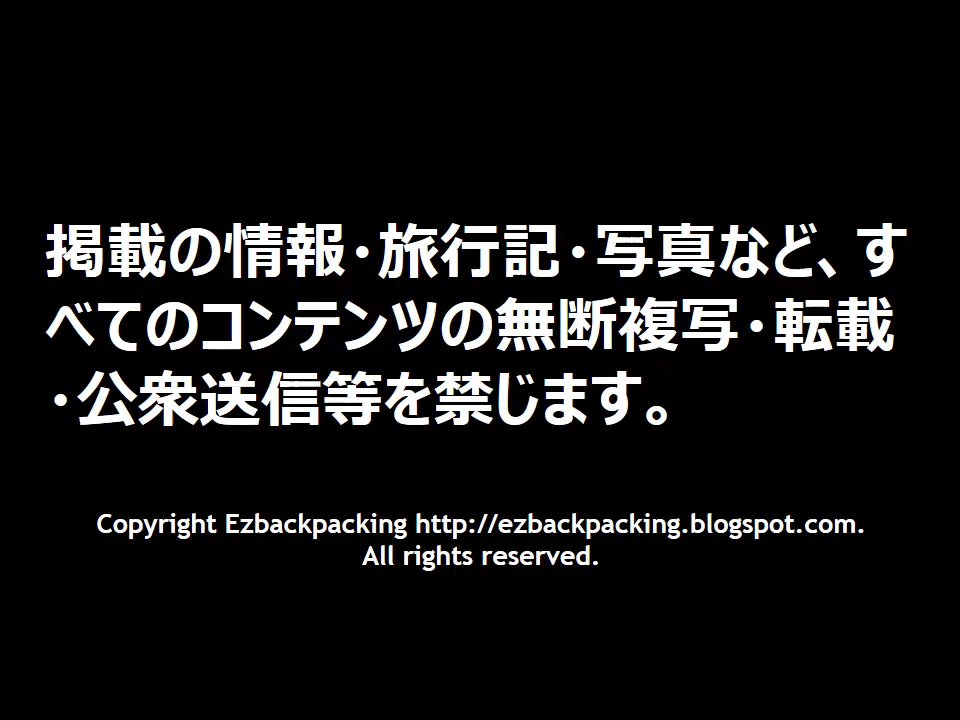 掲載の情報・旅行記・写真など、す
べてのコンテンツの無断複写・転載
・公衆送信等を禁じます。
Copyright Ezbackpacking http://ezbackpacking.blogspot.com.
All rights reserved.